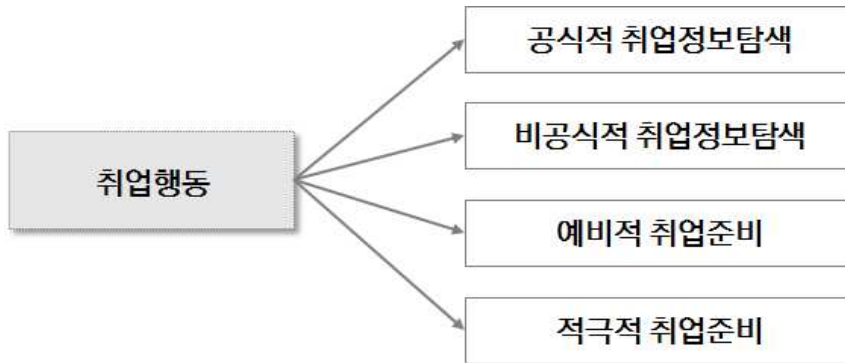 공식적 취업정보탐색
비공식적 취업정보탐색
취업행동
예비적 취업준비
적극적 취업준비